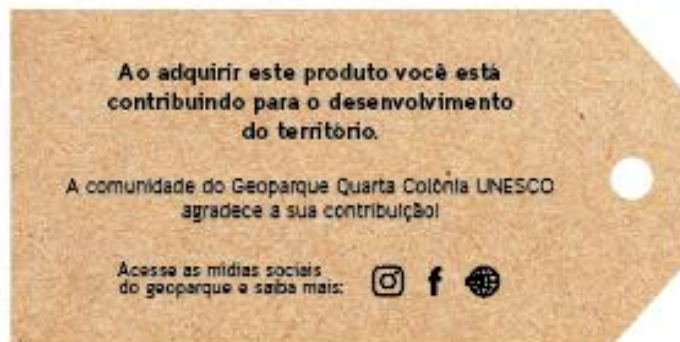 Ao adquirir este produto você está
contribuindo para o desenvolvimento
do território.
A comunidade do Geoparque Quarta Colônia UNESCO
agradece a sua contribuição!
Acesse as mídias sociais
do geoparque e saiba mais: